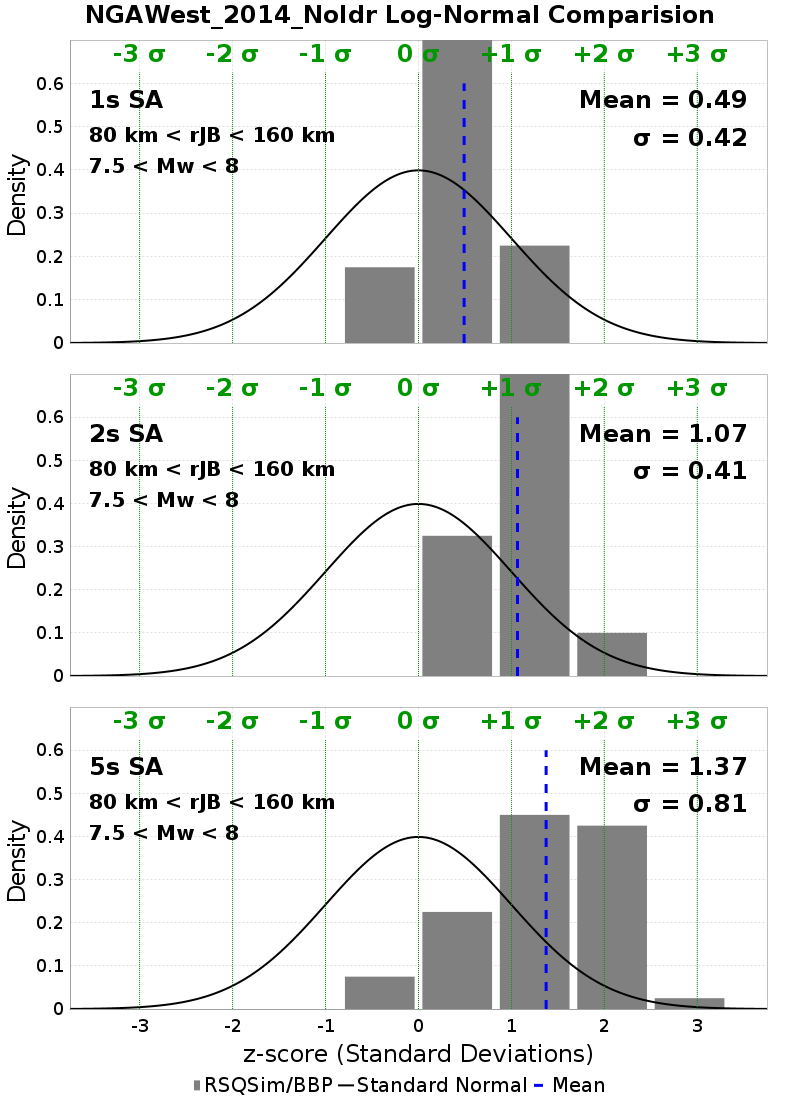 NGAWest_2014_NoIdr Log-Normal Comparision
-3 σ -2 σ -1 σ 0 σ +1 σ +2 σ +3 σ
1s SA
80 km < rJB < 160 km
7.5 < Mw < 8
Mean = 0.49
σ = 0.42
Density
0.6
0.5
0.4
0.3
0.2
0.1
0
-3 σ -2 σ -1 σ 0 σ +1 σ +2 σ +3 σ
2s SA
80 km < rJB < 160 km
7.5 < Mw < 8
Mean = 1.07
σ = 0.41
Density
0.6
0.5
0.4
0.3
0.2
0.1
0
-3 σ -2 σ -1 σ 0 σ +1 σ +2 σ +3 σ
5s SA
80 km < rJB < 160 km
7.5 < Mw < 8
Mean = 1.37
σ = 0.81
Density
0.6
0.5
0.4
0.3
0.2
0.1
0
-3 -2 -1 0 1 2 3
z-score (Standard Deviations)
RSQSim/BBP Standard Normal Mean